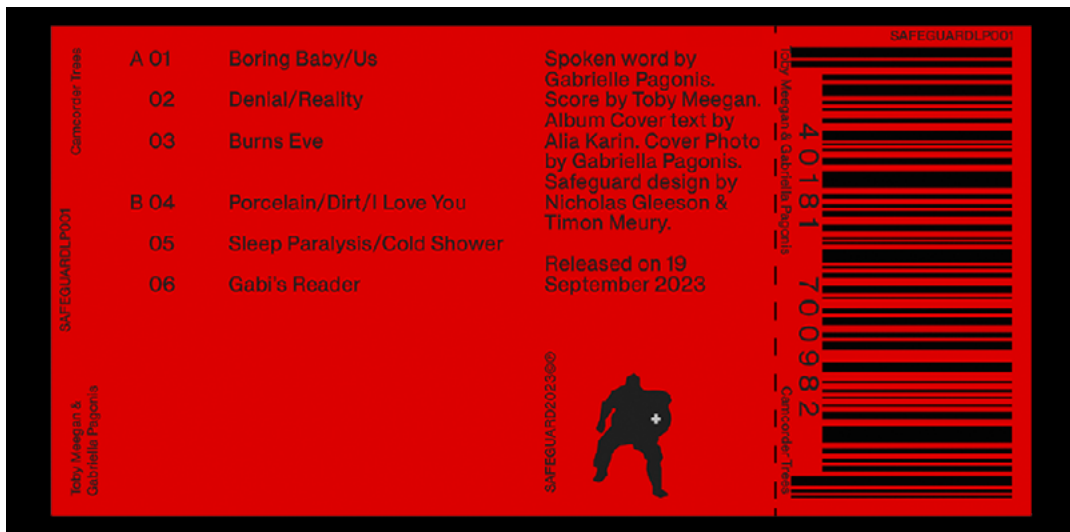 Camcorder Trees
SAFEGUARDLP001
Toby Meegan &
Gabriella Pagonis
A 01 Boring Baby/Us
02 Denial/Reality
03 Burns Eve
B 04 Porcelain/Dirt/I Love You
05 Sleep Paralysis/Cold Shower
06 Gabi's Reader
Spoken word by
Gabrielle Pagonis.
Score by Toby Meegan.
Album Cover text by
Alia Karin. Cover Photo
by Gabriella Pagonis.
Safeguard design by
Nicholas Gleeson &
Timon Meury.
Released on 19
September 2023
SAFEGUARD2023©℗
SAFEGUARDLP001
Toby Meegan & Gabriella Pagonis
Camcorder Trees
40181 700982